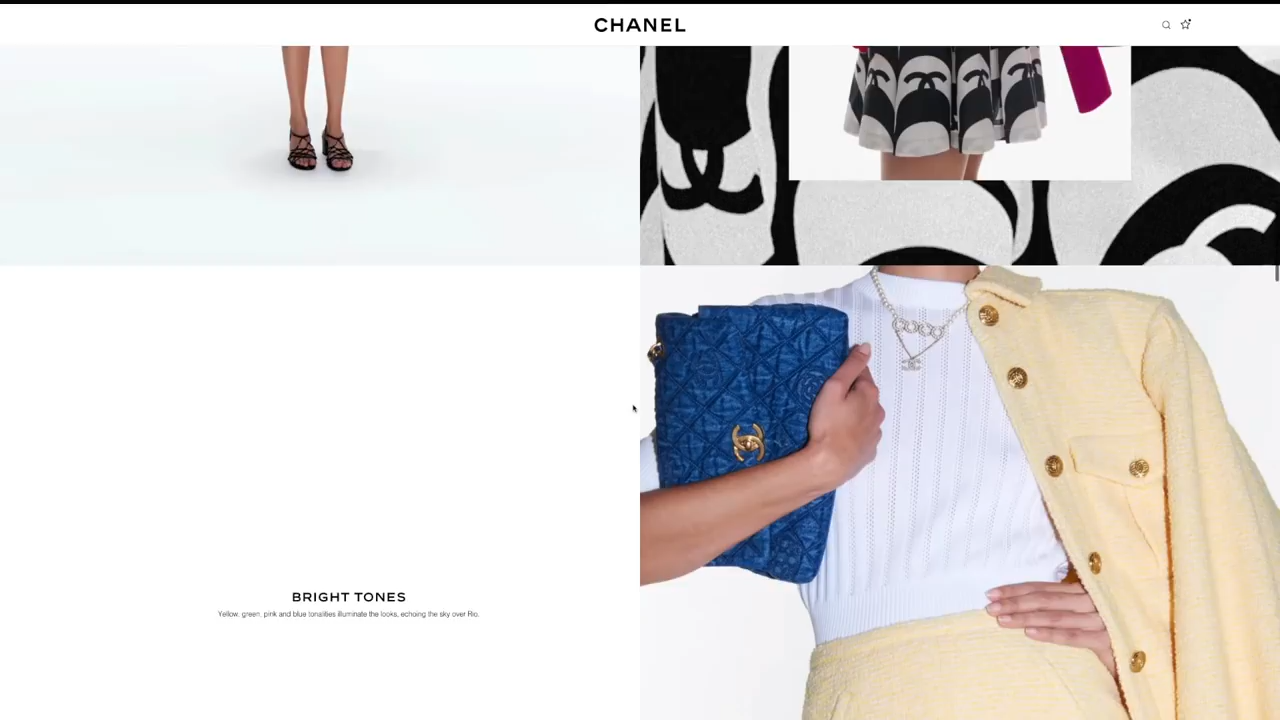 CHANEL
BRIGHT TONES
Yellow, green, pink and blue tonalities illuminate the looks, echoing the sky over Rio.